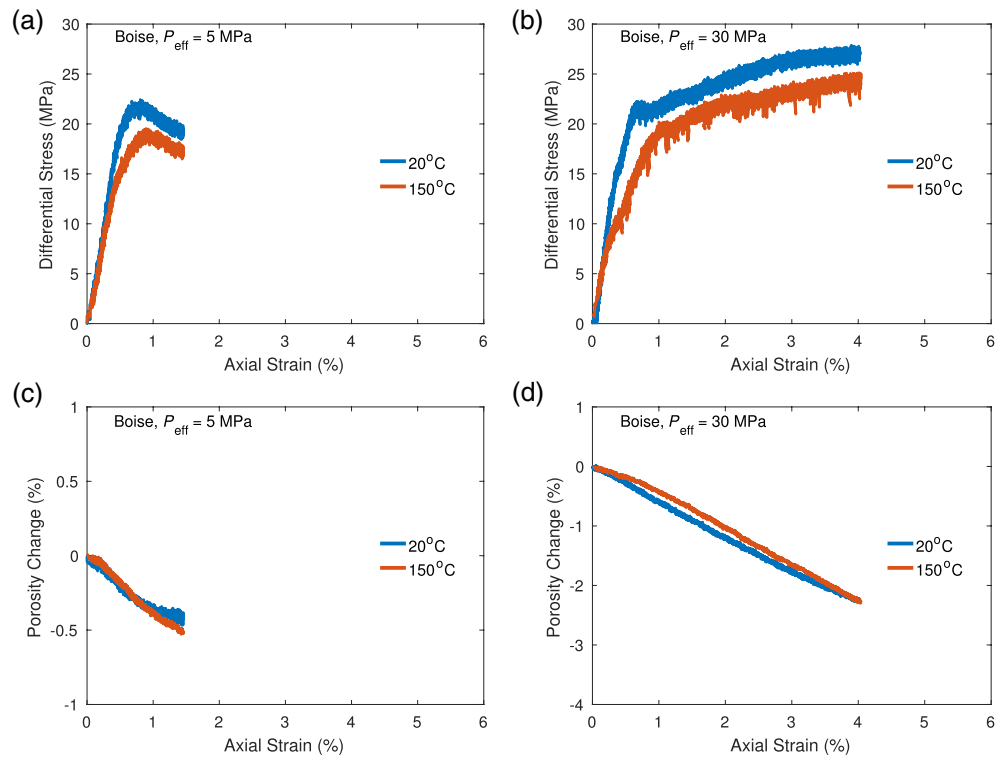 (a)
Boise, Peff = 5 MPa
30
25
20
15
10
5
0
Differential Stress (MPa)
20°C
150°C
0 1 2 3 4 5 6
Axial Strain (%)
(b)
Boise, Peff = 30 MPa
30
25
20
15
10
5
0
Differential Stress (MPa)
20°C
150°C
0 1 2 3 4 5 6
Axial Strain (%)
(c)
Boise, Peff = 5 MPa
1
0.5
0
-0.5
-1
Porosity Change (%)
20°C
150°C
0 1 2 3 4 5 6
Axial Strain (%)
(d)
Boise, Peff = 30 MPa
1
0
-1
-2
-3
-4
Porosity Change (%)
20°C
150°C
0 1 2 3 4 5 6
Axial Strain (%)